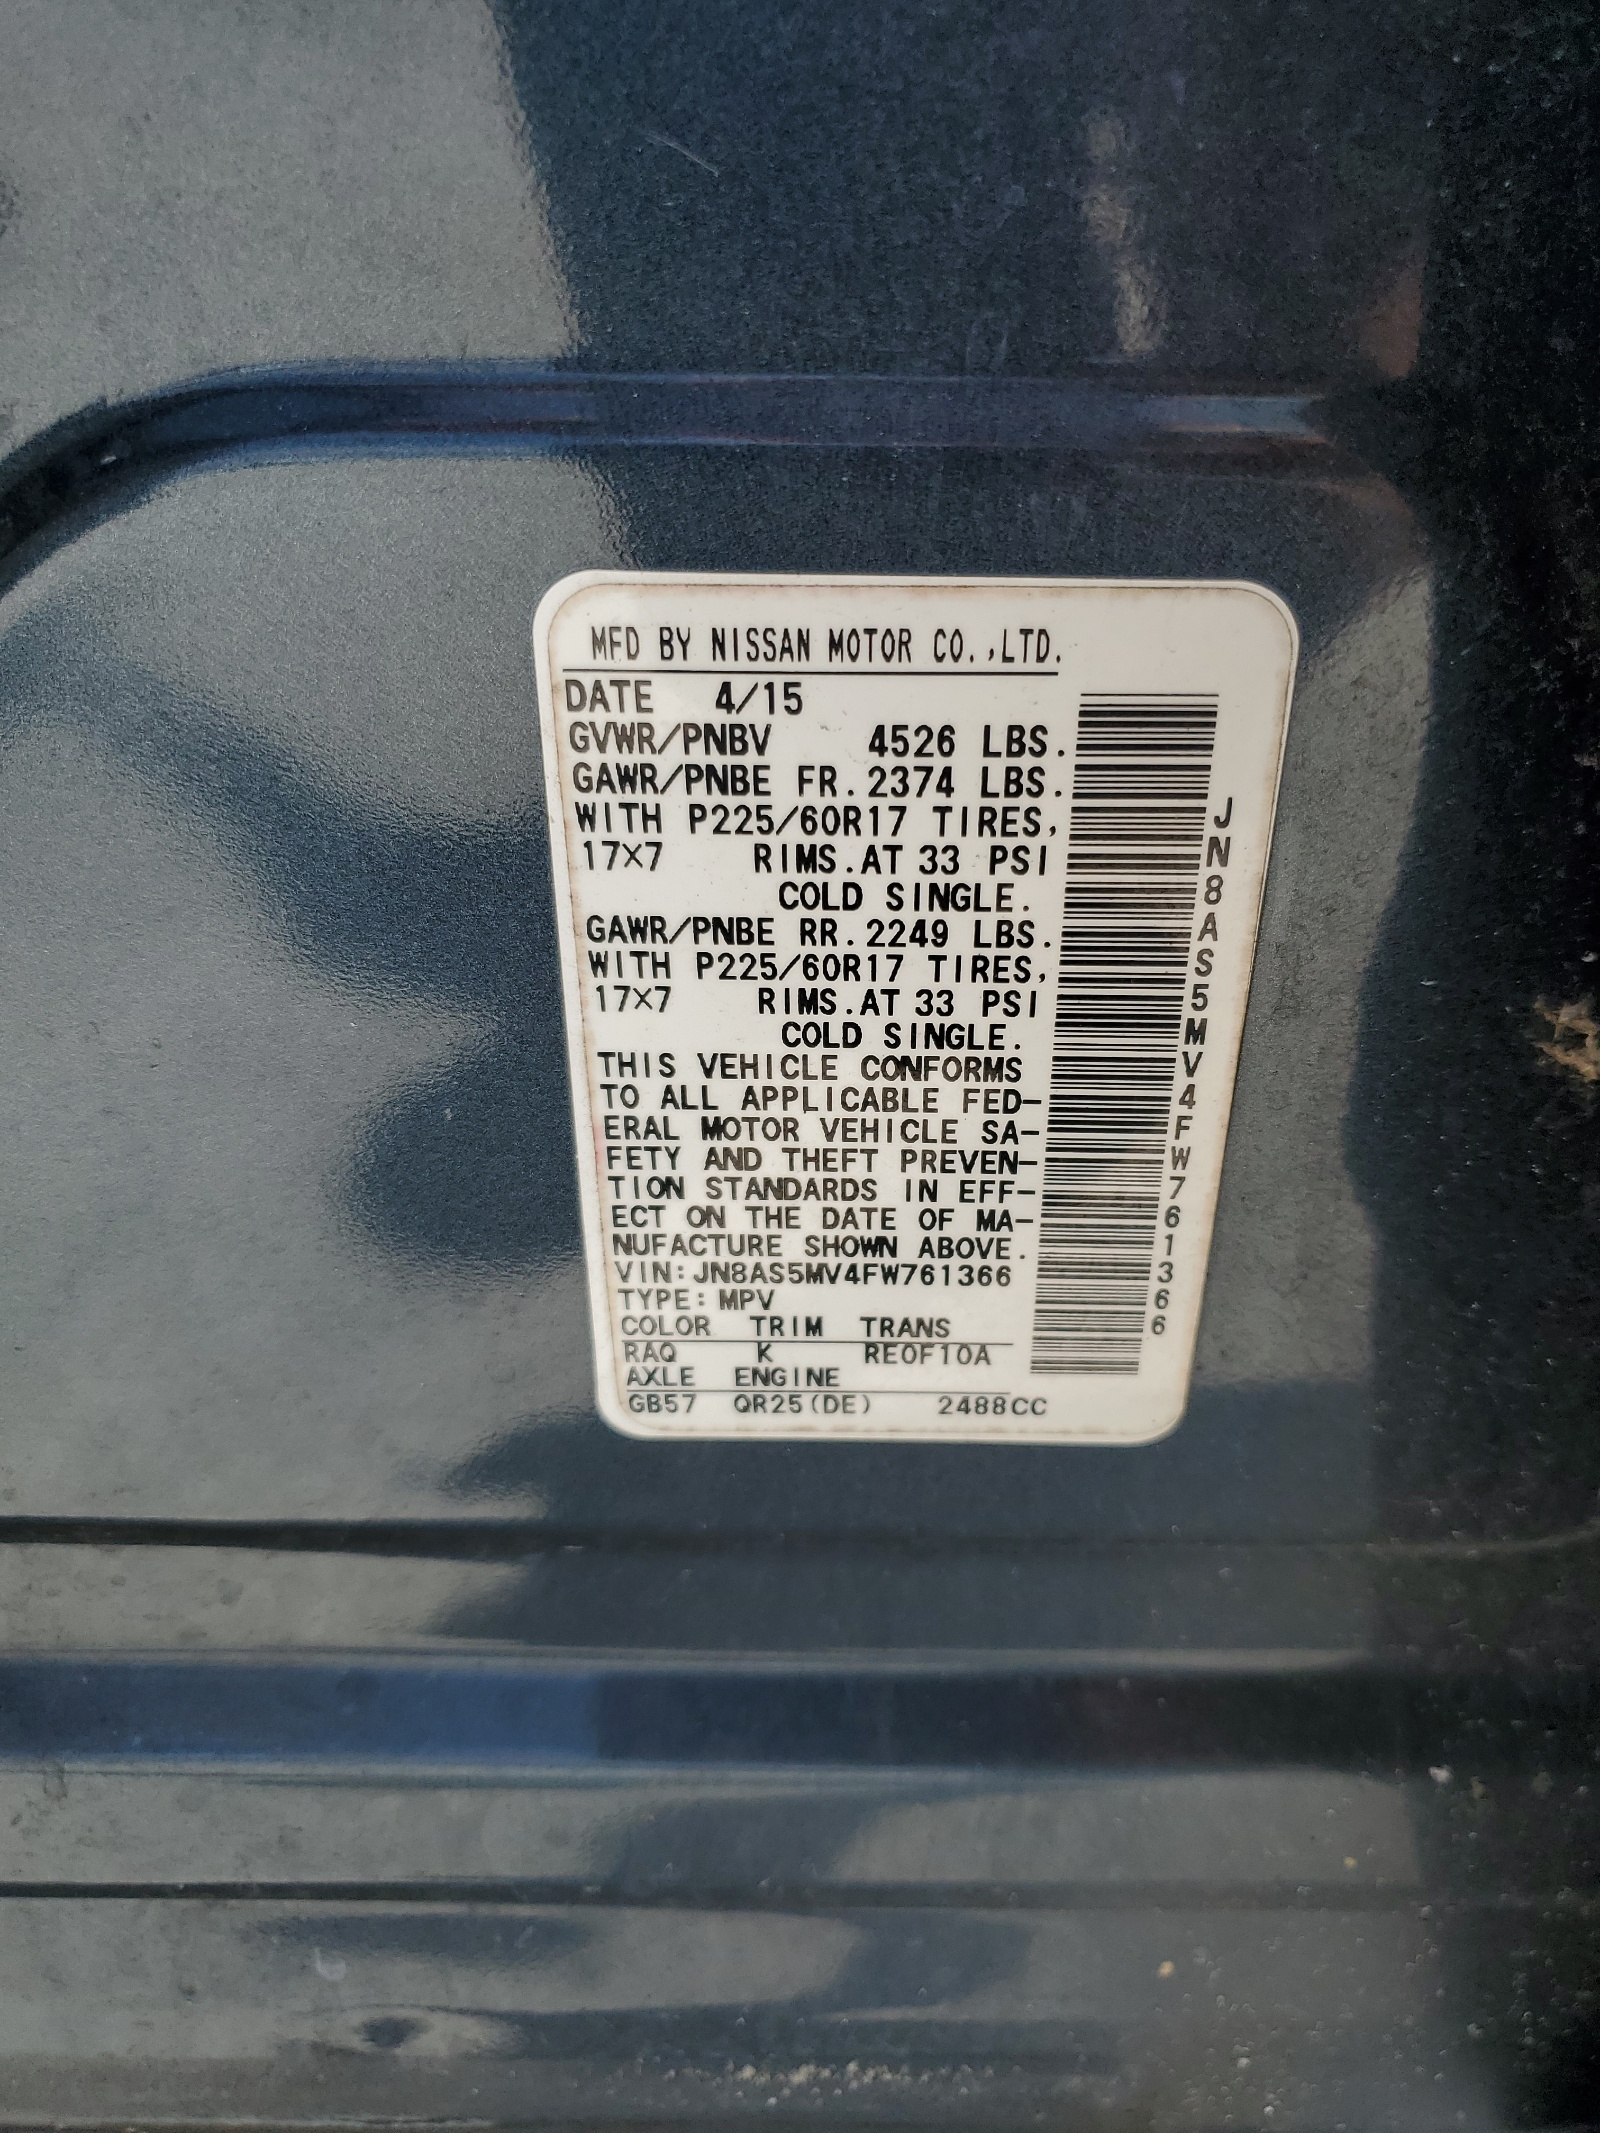 MFD BY NISSAN MOTOR CO.,LTD.
DATE 4/15
GVWR/PNBV 4526 LBS.
GAWR/PNBE FR.2374 LBS.
WITH P225/60R17 TIRES,
17×7 RIMS.AT 33 PSI
COLD SINGLE.
GAWR/PNBE RR.2249 LBS.
WITH P225/60R17 TIRES,
17×7 RIMS.AT 33 PSI
COLD SINGLE.
THIS VEHICLE CONFORMS
TO ALL APPLICABLE FED-
ERAL MOTOR VEHICLE SA-
FETY AND THEFT PREVEN-
TION STANDARDS IN EFF-
ECT ON THE DATE OF MA-
NUFACTURE SHOWN ABOVE.
VIN:JN8AS5MV4FW761366
TYPE:MPV
COLOR TRIM TRANS
RAQ K RE0F10A
AXLE ENGINE
GB57 QR25(DE) 2488CC
JN8AS5MV4FW761366